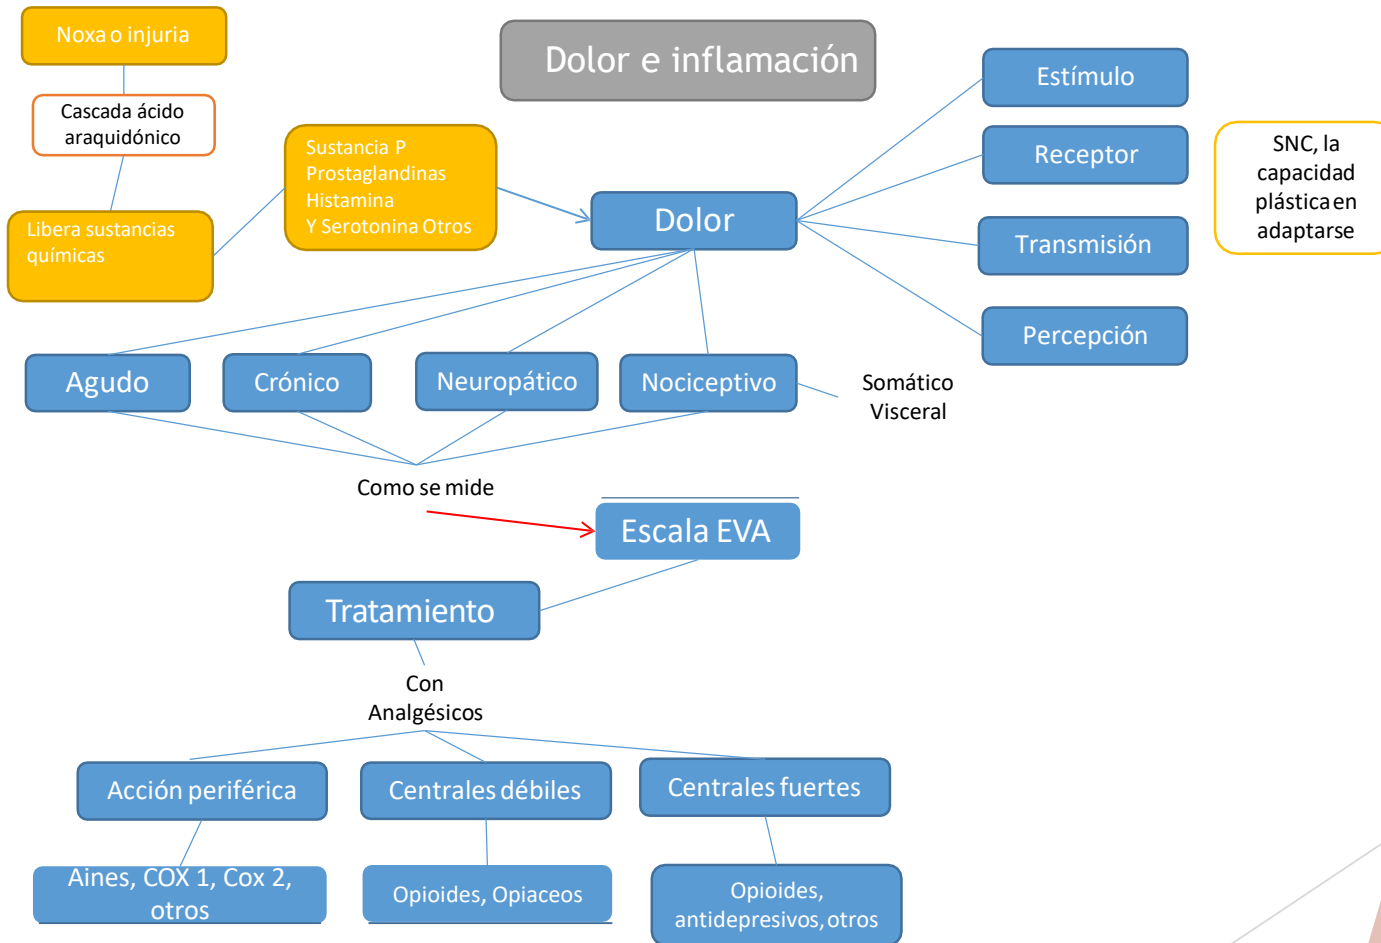 Noxa o injuria
Dolor e inflamación
Cascada ácido
araquidónico
Libera sustancias
químicas
Sustancia P
Prostaglandinas
Histamina
Y Serotonina Otros
Dolor
Estímulo
Receptor
Transmisión
Percepción
SNC, la
capacidad
plástica en
adaptarse
Agudo
Crónico
Neuropático
Nociceptivo
Somático
Visceral
Como se mide
Escala EVA
Tratamiento
Con
Analgésicos
Acción periférica
Centrales débiles
Centrales fuertes
Aines, COX 1, Cox 2,
otros
Opioides, Opiaceos
Opioides,
antidepresivos, otros